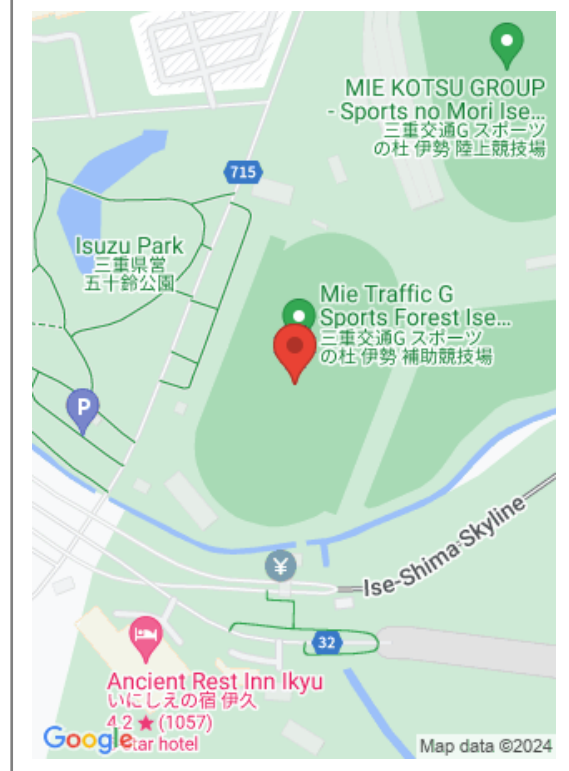 MIE KOTSU GROUP
- Sports no Mori Ise...
三重交通G スポーツ
の杜 伊勢 陸上競技場
715
Isuzu Park
三重県営
五十鈴公園
Mie Traffic G
Sports Forest Ise...
三重交通G スポーツ
の杜 伊勢 補助競技場
P
Ise-Shima-Skyline
¥
32
Ancient Rest Inn Ikyu
いにしえの宿 伊久
4.2 ★ (1057)
Google
tar hotel
Map data ©2024